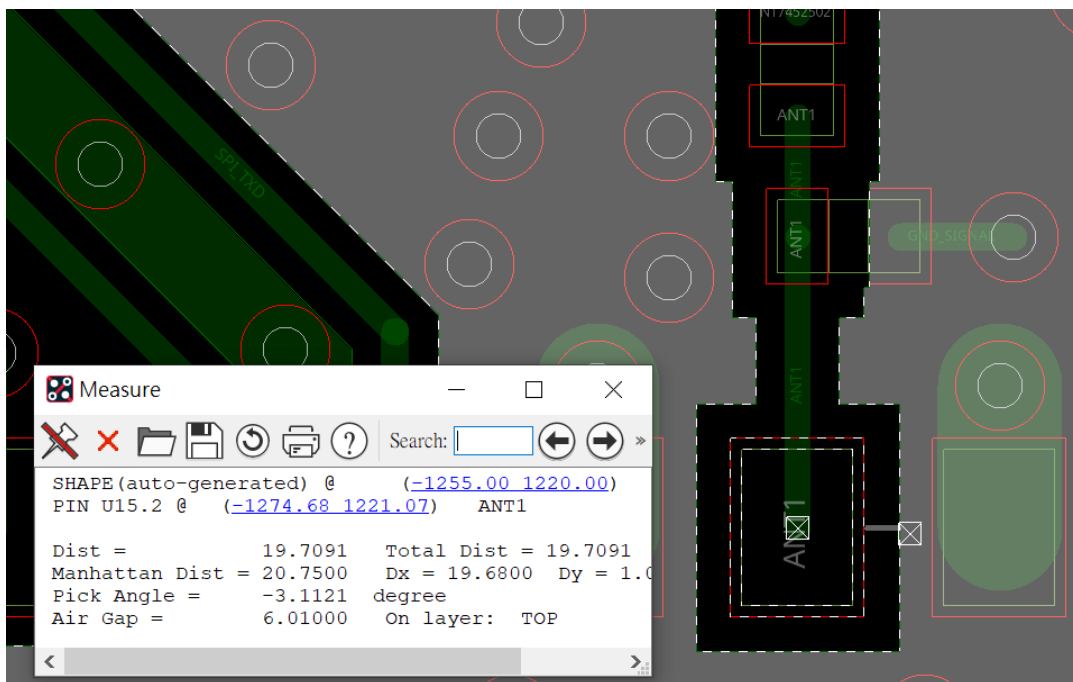 NT7452502
ANT1
ANT1
SPI_TXD
ANT1
GND_SIGNAL
ANT1
ANT1
Measure
Search:
»
SHAPE(auto-generated) @ (-1255.00 1220.00)
PIN U15.2 @ (-1274.68 1221.07) ANT1
Dist = 19.7091 Total Dist = 19.7091
Manhattan Dist = 20.7500 Dx = 19.6800 Dy = 1.0
Pick Angle = -3.1121 degree
Air Gap = 6.01000 On layer: TOP